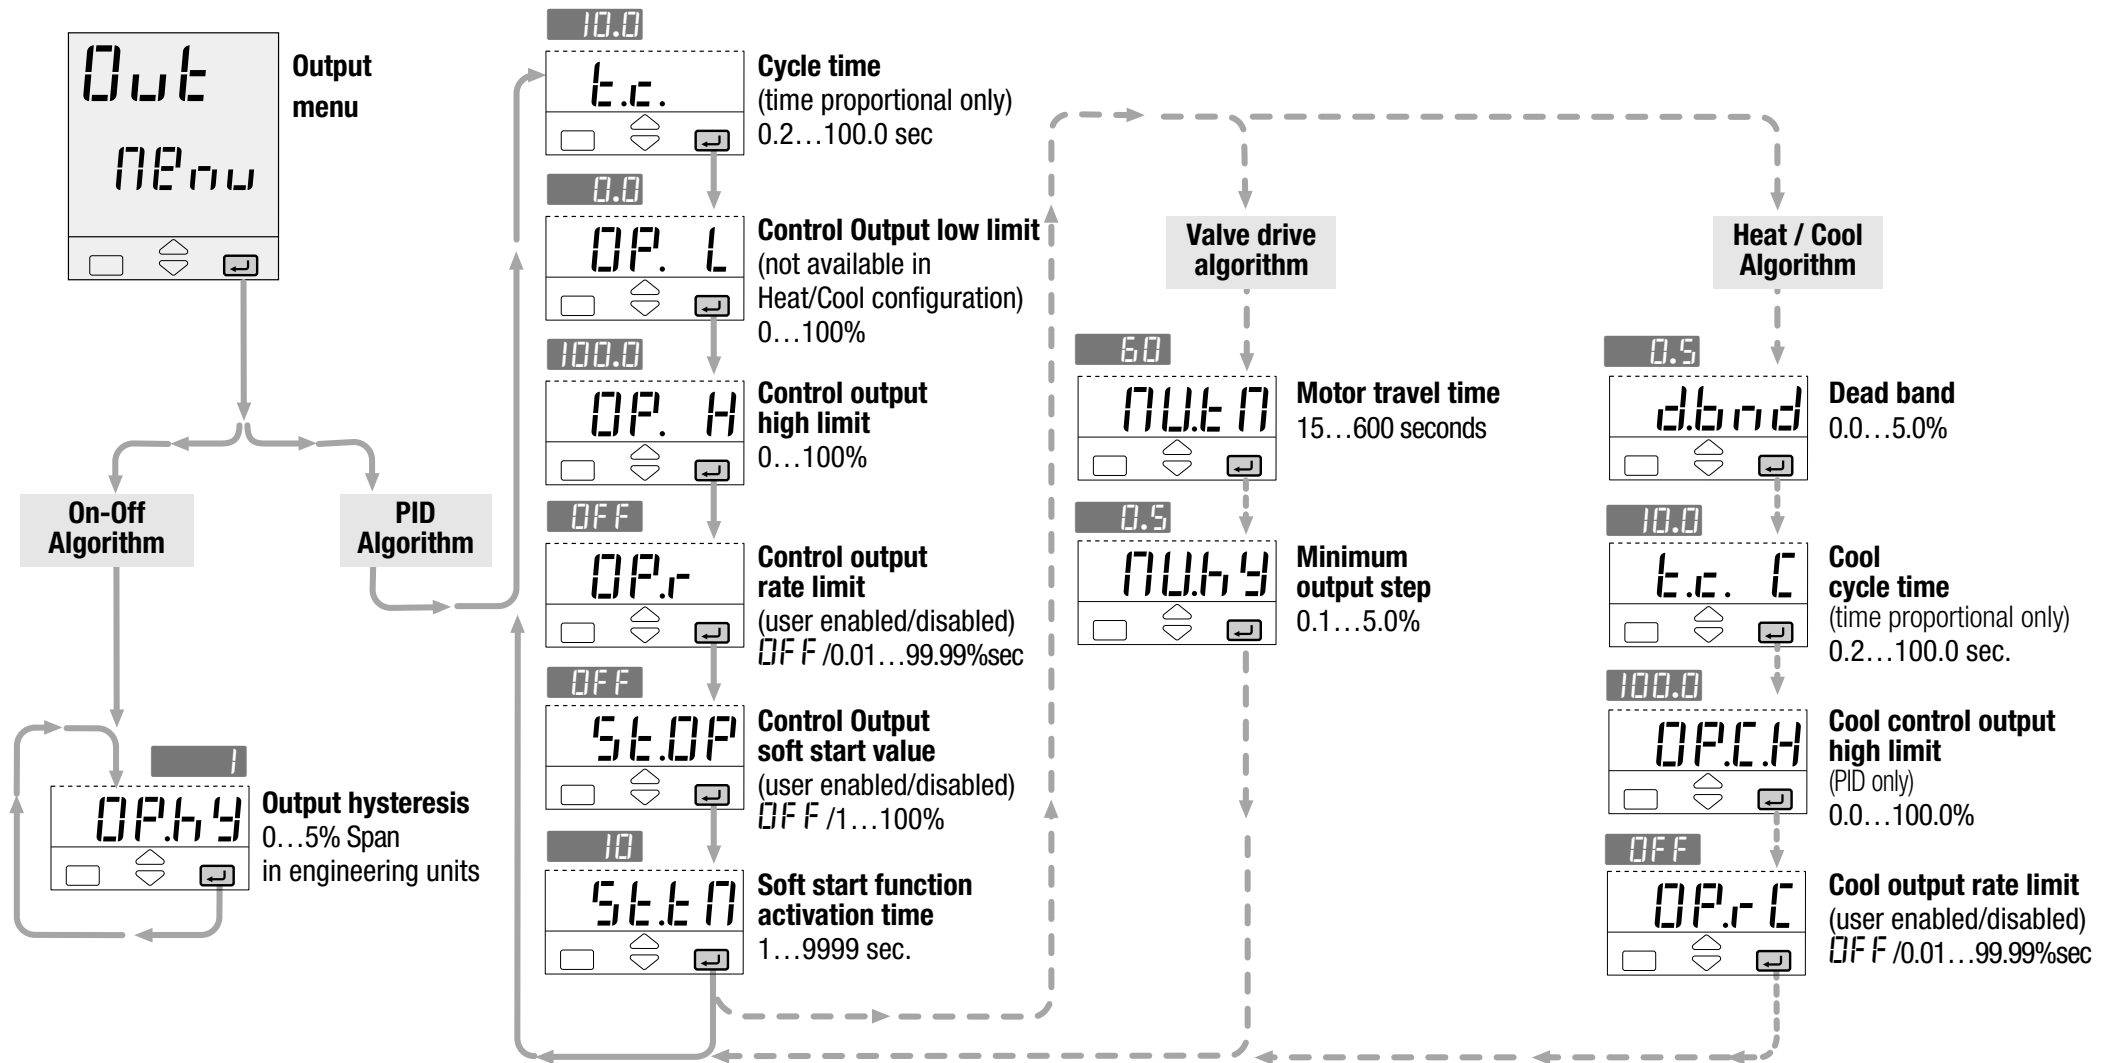 Out
MEnu
Output
menu
On-Off
Algorithm
PID
Algorithm
1
OP.hy
Output hysteresis
0…5% Span
in engineering units
10.0
t.c.
Cycle time
(time proportional only)
0.2…100.0 sec
0.0
OP. L
Control Output low limit
(not available in
Heat/Cool configuration)
0…100%
100.0
OP. H
Control output
high limit
0…100%
OFF
OP.r
Control output
rate limit
(user enabled/disabled)
OFF /0.01…99.99%sec
OFF
St.OP
Control Output
soft start value
(user enabled/disabled)
OFF /1…100%
10
St.tM
Soft start function
activation time
1…9999 sec.
Valve drive
algorithm
60
MV.tM
Motor travel time
15…600 seconds
0.5
MV.hy
Minimum
output step
0.1…5.0%
Heat / Cool
Algorithm
0.5
d.bnd
Dead band
0.0…5.0%
10.0
t.c. C
Cool
cycle time
(time proportional only)
0.2…100.0 sec.
100.0
OP.C.H
Cool control output
high limit
(PID only)
0.0…100.0%
OFF
OP.rC
Cool output rate limit
(user enabled/disabled)
OFF /0.01…99.99%sec